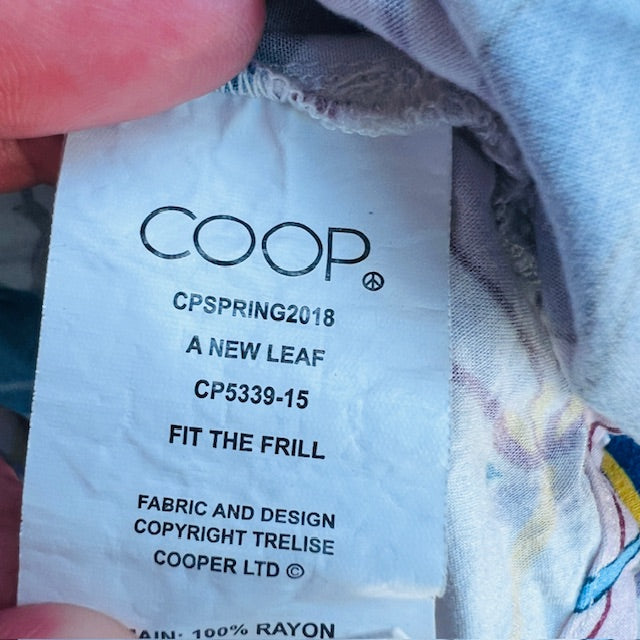 COOP
CPSPRING2018
A NEW LEAF
CP5339-15
FIT THE FRILL
FABRIC AND DESIGN
COPYRIGHT TRELISE
COOPER LTD ©
100% RAYON